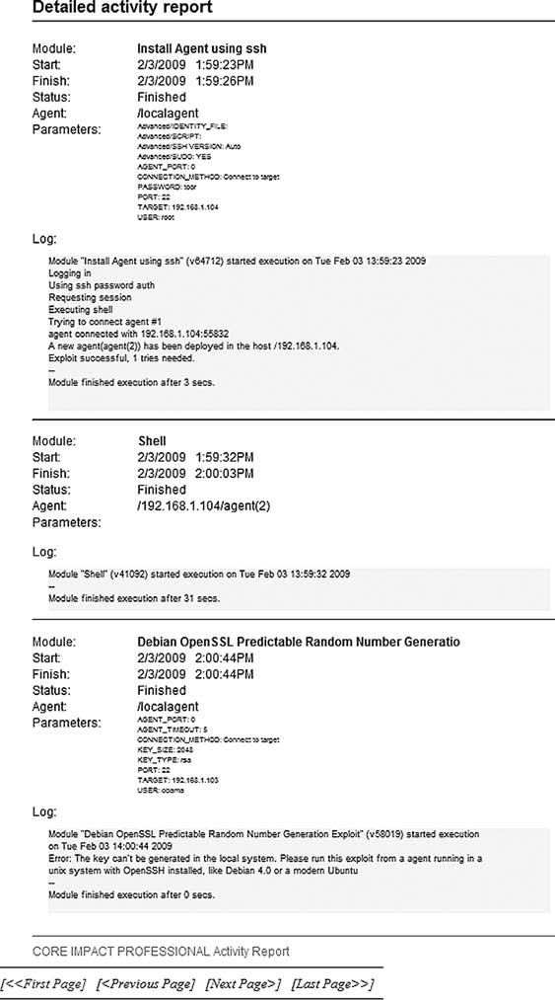 Detailed activity report
Module: Install Agent using ssh
Start: 2/3/2009 1:59:23PM
Finish: 2/3/2009 1:59:26PM
Status: Finished
Agent: /localagent
Parameters: Advanced/IDENTITY_FILE:
Advanced/SCRIPT:
Advanced/SSH VERSION: Auto
Advanced/SUDO: YES
AGENT_PORT: 0
CONNECTION_METHOD: Connect to target
PASSWORD: toor
PORT: 22
TARGET: 192.168.1.104
USER: root
Log:
Module "Install Agent using ssh" (v64712) started execution on Tue Feb 03 13:59:23 2009
Logging in
Using ssh password auth
Requesting session
Executing shell
Trying to connect agent #1
agent connected with 192.168.1.104:55832
A new agent(agent(2)) has been deployed in the host /192.168.1.104.
Exploit successful, 1 tries needed.
--
Module finished execution after 3 secs.
Module: Shell
Start: 2/3/2009 1:59:32PM
Finish: 2/3/2009 2:00:03PM
Status: Finished
Agent: /192.168.1.104/agent(2)
Parameters:
Log:
Module "Shell" (v41092) started execution on Tue Feb 03 13:59:32 2009
--
Module finished execution after 31 secs.
Module: Debian OpenSSL Predictable Random Number Generatio
Start: 2/3/2009 2:00:44PM
Finish: 2/3/2009 2:00:44PM
Status: Finished
Agent: /localagent
Parameters: AGENT_PORT: 0
AGENT_TIMEOUT: 5
CONNECTION_METHOD: Connect to target
KEY_SIZE: 2048
KEY_TYPE: rsa
PORT: 22
TARGET: 192.168.1.103
USER: obama
Log:
Module "Debian OpenSSL Predictable Random Number Generation Exploit" (v58019) started execution
on Tue Feb 03 14:00:44 2009
Error: The key can't be generated in the local system. Please run this exploit from a agent running in a
unix system with OpenSSH installed, like Debian 4.0 or a modern Ubuntu
--
Module finished execution after 0 secs.
CORE IMPACT PROFESSIONAL Activity Report
[<<First Page] [<Previous Page] [Next Page>] [Last Page>>]